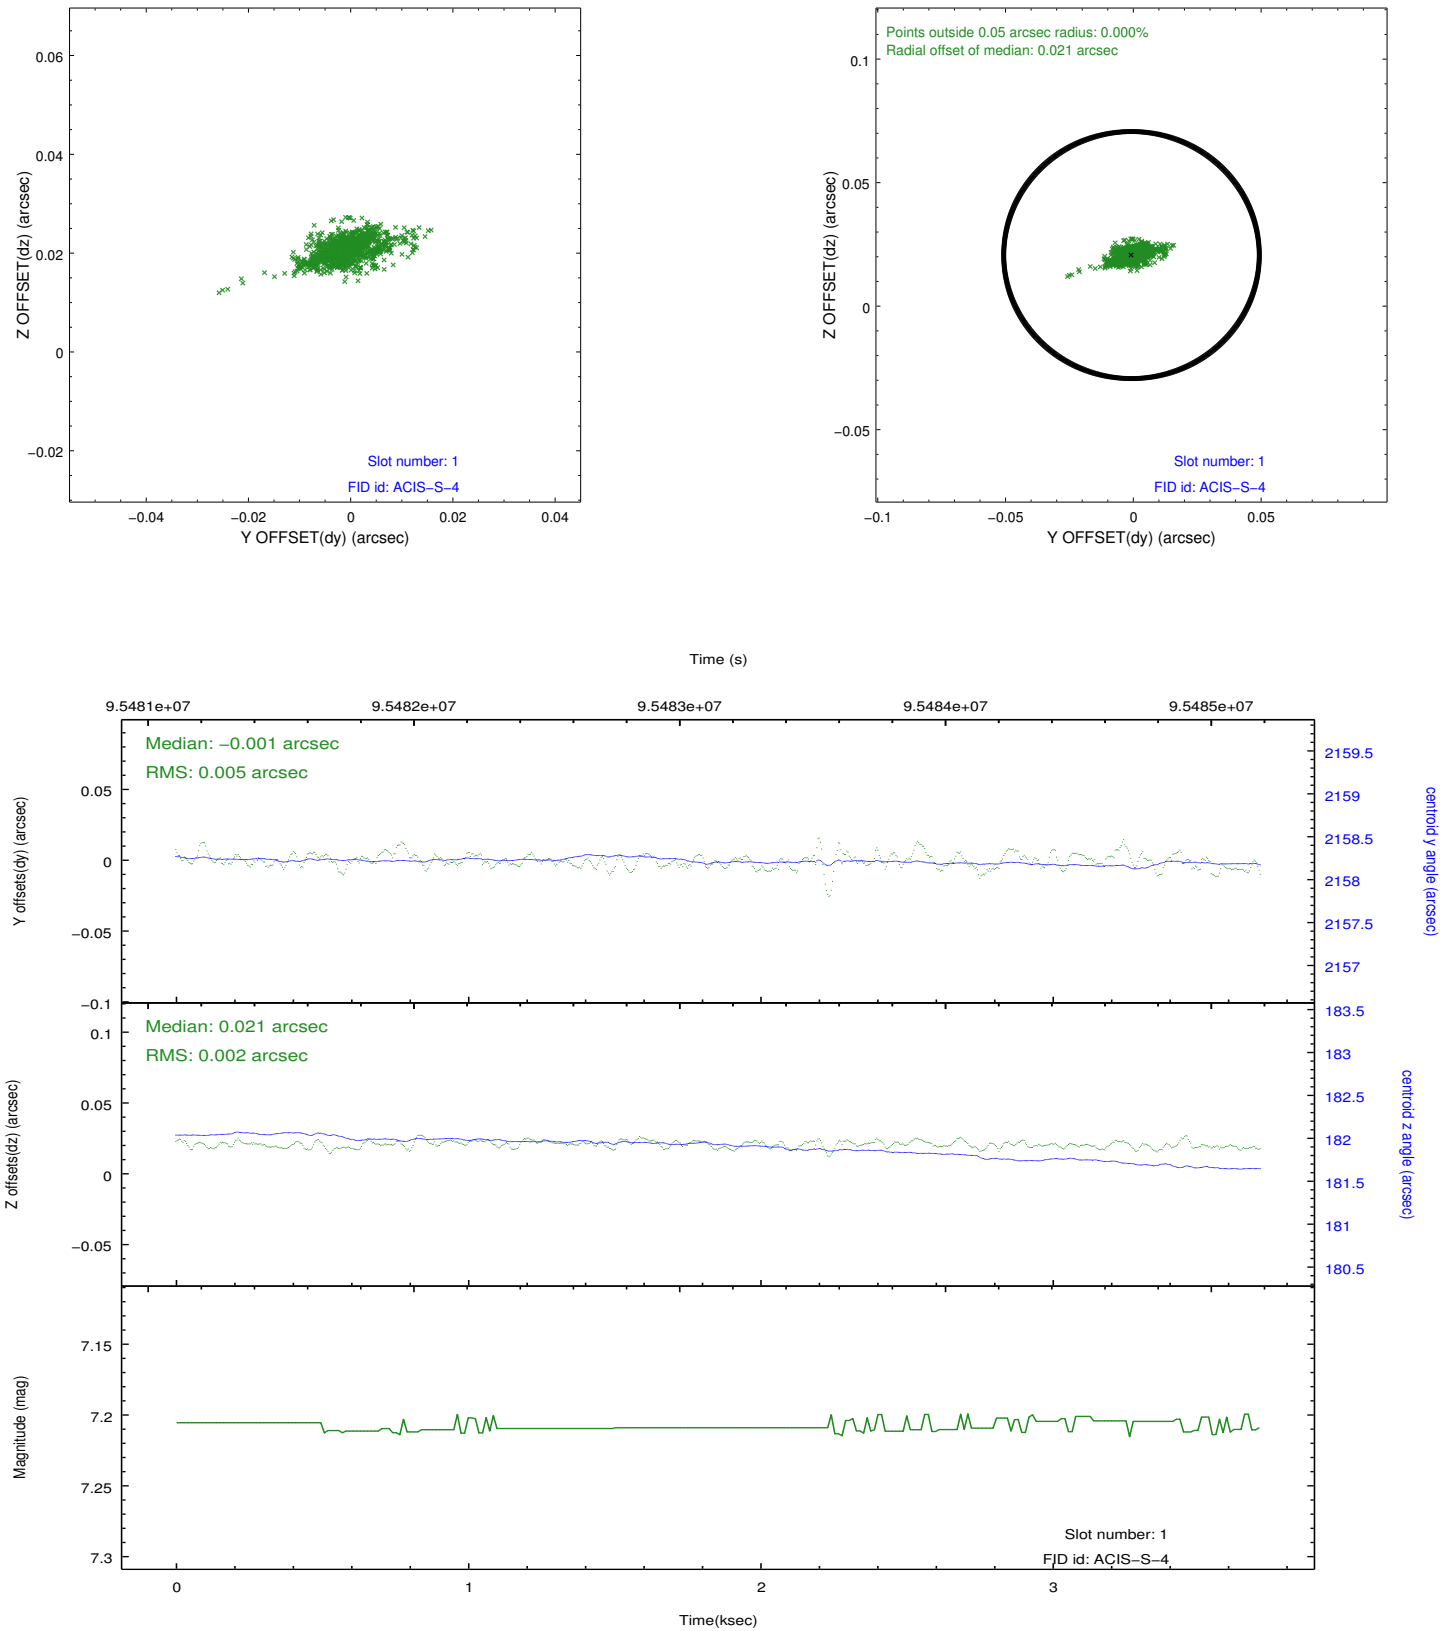 0.06
0.04
0.02
0
−0.02
Z OFFSET(dz) (arcsec)
Slot number: 1
FID id: ACIS−S−4
−0.04
−0.02
0
0.02
0.04
Y OFFSET(dy) (arcsec)
Points outside 0.05 arcsec radius: 0.000%
Radial offset of median: 0.021 arcsec
0.1
0.05
0
−0.05
Z OFFSET(dz) (arcsec)
Slot number: 1
FID id: ACIS−S−4
−0.1
−0.05
0
0.05
Y OFFSET(dy) (arcsec)
Time (s)
9.5481e+07
9.5482e+07
9.5483e+07
9.5484e+07
9.5485e+07
Median: −0.001 arcsec
RMS: 0.005 arcsec
0.05
0
−0.05
−0.1
Y offsets(dy) (arcsec)
2159.5
2159
2158.5
2158
2157.5
2157
centroid y angle (arcsec)
Median: 0.021 arcsec
RMS: 0.002 arcsec
0.1
0.05
0
−0.05
Z offsets(dz) (arcsec)
183.5
183
182.5
182
181.5
181
180.5
centroid z angle (arcsec)
7.15
7.2
7.25
7.3
Magnitude (mag)
Slot number: 1
FID id: ACIS−S−4
0
1
2
3
Time(ksec)